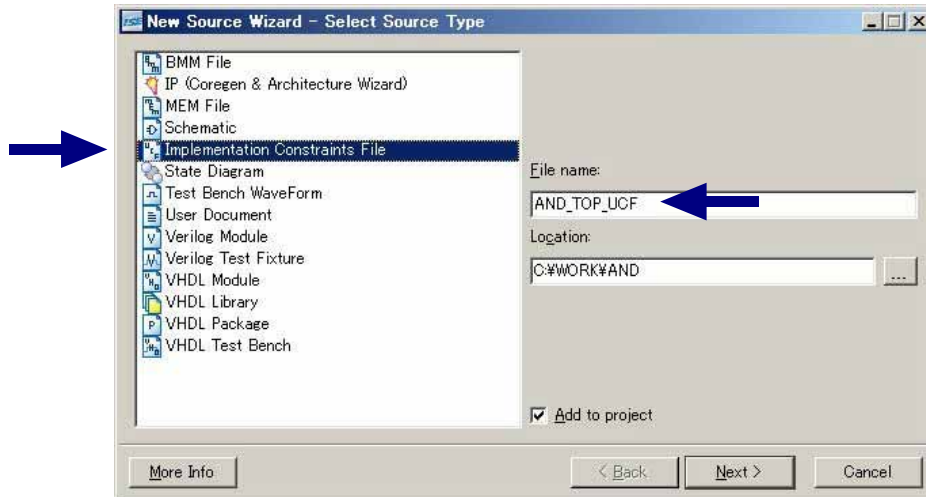 New Source Wizard - Select Source Type
BMM File
IP (Coregen & Architecture Wizard)
MEM File
Schematic
Implementation Constraints File
State Diagram
Test Bench WaveForm
User Document
Verilog Module
Verilog Test Fixture
VHDL Module
VHDL Library
VHDL Package
VHDL Test Bench
File name:
AND_TOP_UCF
Location:
C:¥WORK¥AND
...
Add to project
More Info
< Back
Next >
Cancel